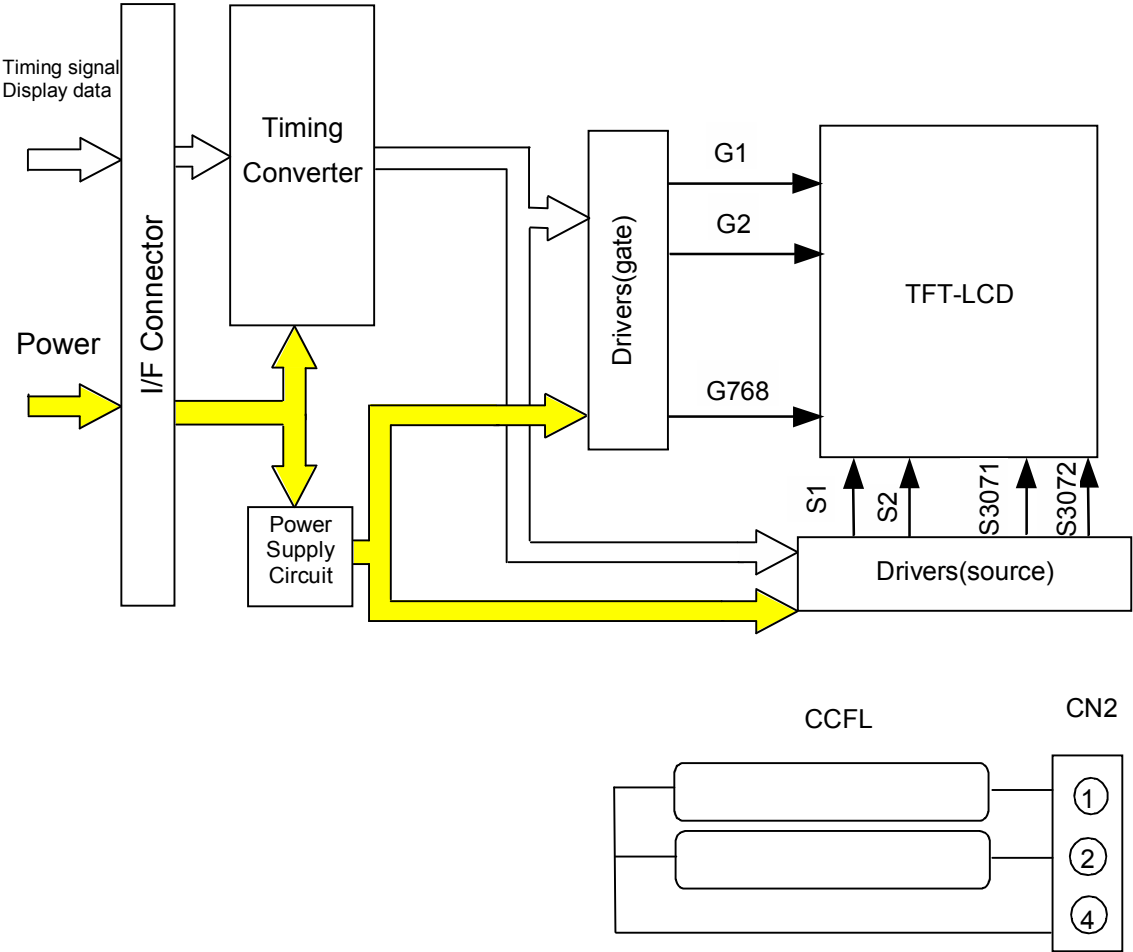 Timing signal
Display data
Power
I/F Connector
Timing
Converter
Power
Supply
Circuit
Drivers(gate)
G1
G2
G768
TFT-LCD
S1
S2
S3071
S3072
Drivers(source)
CCFL
CN2
1
2
4